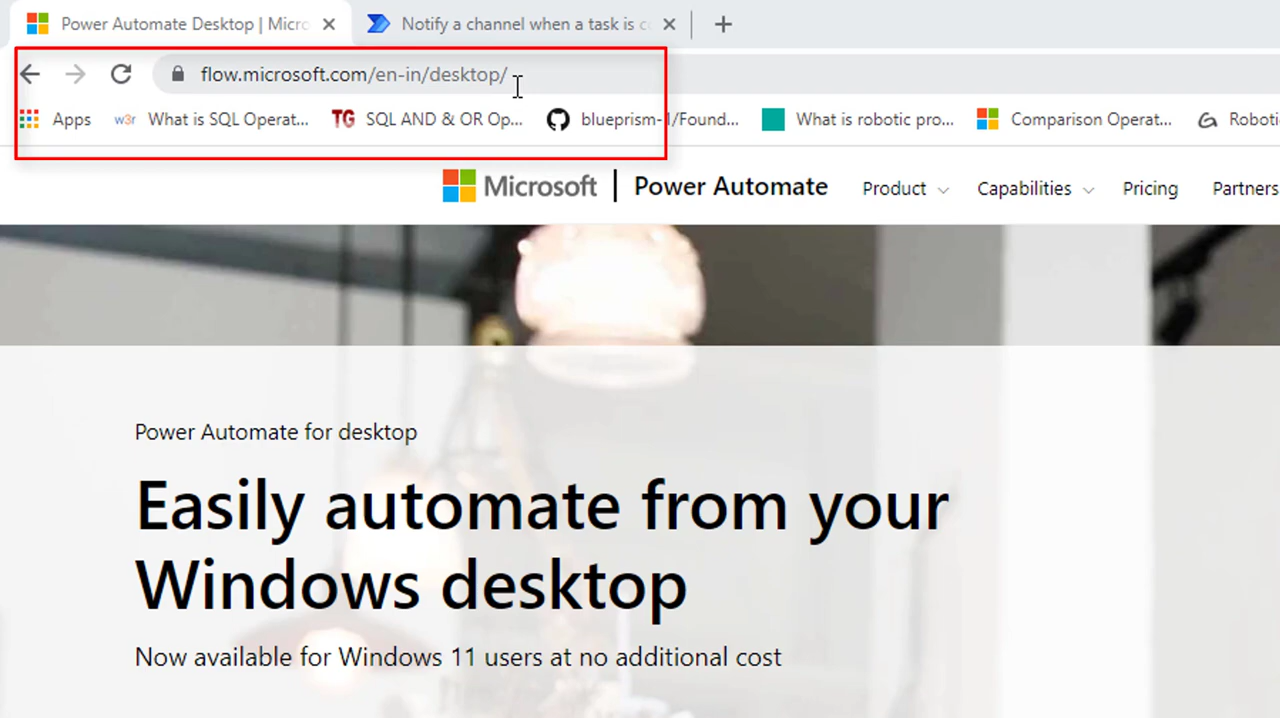 Power Automate Desktop | Micro
Notify a channel when a task is c
flow.microsoft.com/en-in/desktop/
Apps
w3r What is SQL Operat...
TG SQL AND & OR Op...
blueprism-1/Found...
What is robotic pro...
Comparison Operat...
Roboti
Microsoft | Power Automate
Product
Capabilities
Pricing
Partners
Power Automate for desktop
Easily automate from your
Windows desktop
Now available for Windows 11 users at no additional cost